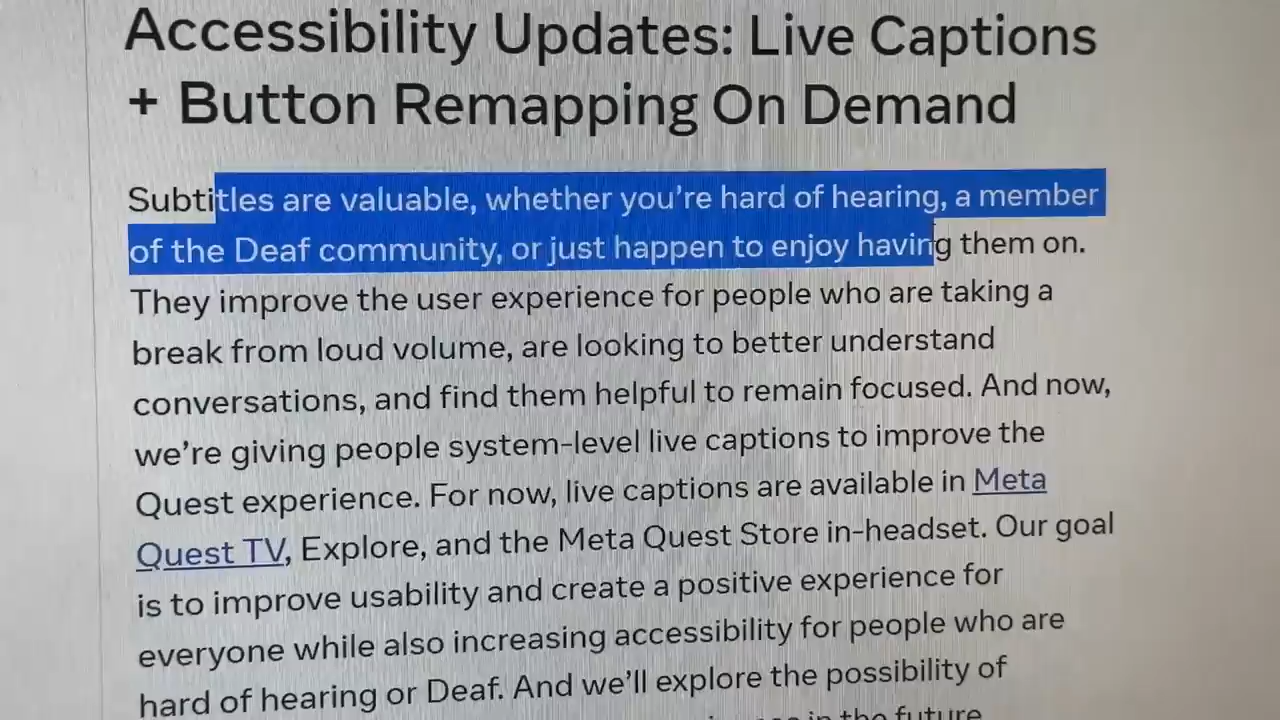 Accessibility Updates: Live Captions
+ Button Remapping On Demand
Subtitles are valuable, whether you’re hard of hearing, a member
of the Deaf community, or just happen to enjoy having them on.
They improve the user experience for people who are taking a
break from loud volume, are looking to better understand
conversations, and find them helpful to remain focused. And now,
we’re giving people system-level live captions to improve the
Quest experience. For now, live captions are available in Meta
Quest TV, Explore, and the Meta Quest Store in-headset. Our goal
is to improve usability and create a positive experience for
everyone while also increasing accessibility for people who are
hard of hearing or Deaf. And we’ll explore the possibility of
in the future